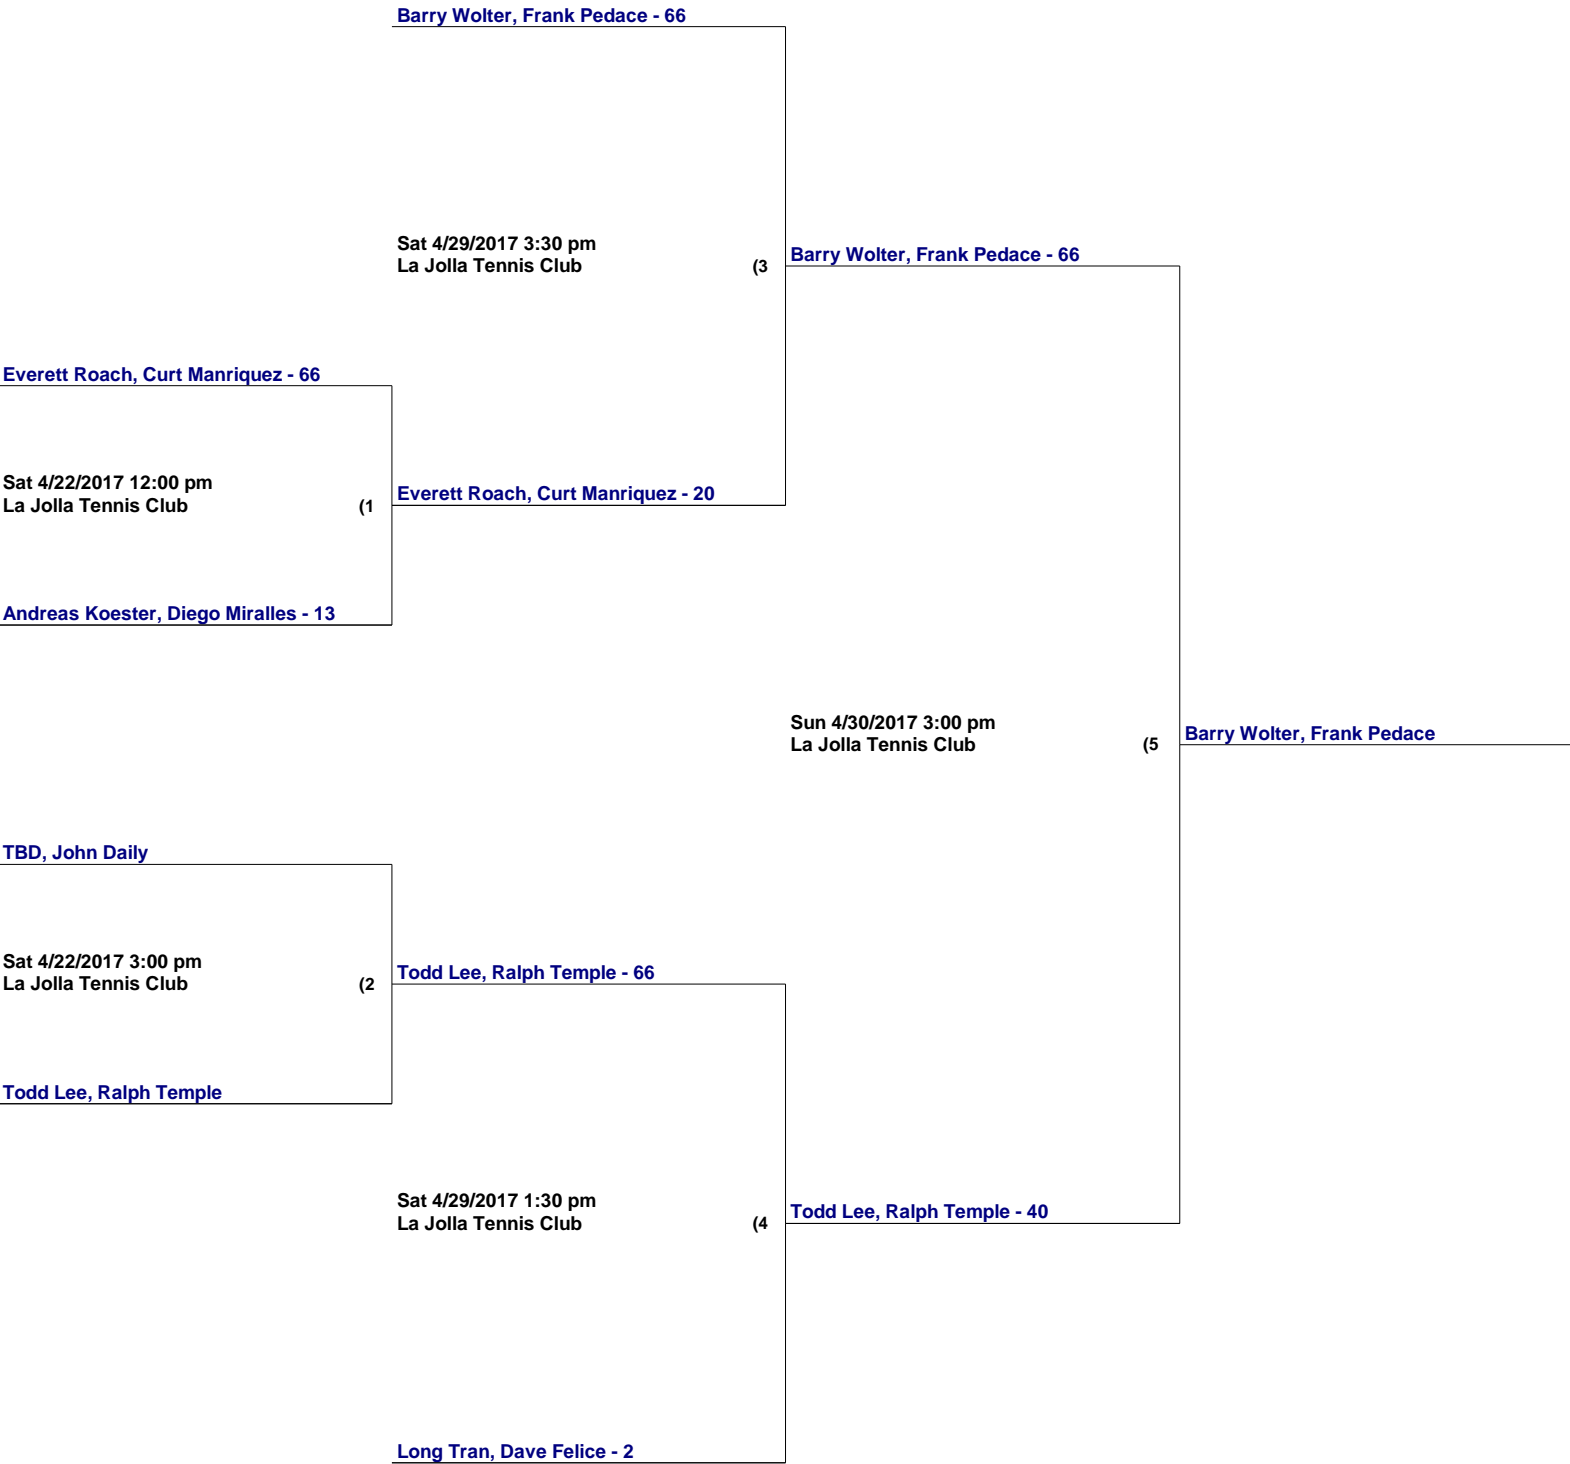 Barry Wolter, Frank Pedace - 66
Sat 4/29/2017 3:30 pm
La Jolla Tennis Club (3
Barry Wolter, Frank Pedace - 66
Everett Roach, Curt Manriquez - 66
Sat 4/22/2017 12:00 pm
La Jolla Tennis Club (1
Everett Roach, Curt Manriquez - 20
Andreas Koester, Diego Miralles - 13
Sun 4/30/2017 3:00 pm
La Jolla Tennis Club (5
Barry Wolter, Frank Pedace
TBD, John Daily
Sat 4/22/2017 3:00 pm
La Jolla Tennis Club (2
Todd Lee, Ralph Temple - 66
Todd Lee, Ralph Temple
Sat 4/29/2017 1:30 pm
La Jolla Tennis Club (4
Todd Lee, Ralph Temple - 40
Long Tran, Dave Felice - 2